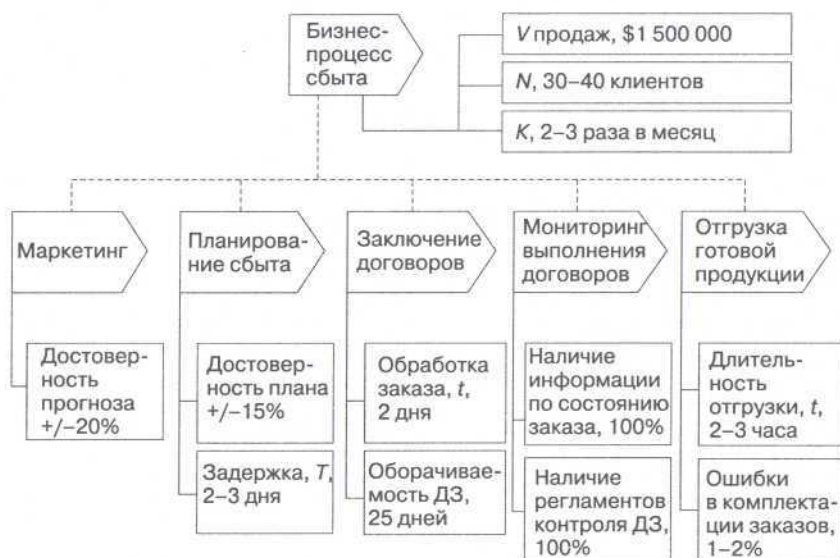 Бизнес-
процесс
сбыта
V продаж, $1 500 000
N, 30–40 клиентов
K, 2–3 раза в месяц
Маркетинг
Планирова-
ние сбыта
Заключение
договоров
Мониторинг
выполнения
договоров
Отгрузка
готовой
продукции
Достовер-
ность
прогноза
+/–20%
Достовер-
ность плана
+/–15%
Обработка
заказа, t,
2 дня
Наличие
информации
по состоянию
заказа, 100%
Длитель-
ность
отгрузки, t,
2–3 часа
Задержка, T,
2–3 дня
Оборачивае-
мость ДЗ,
25 дней
Наличие
регламентов
контроля ДЗ,
100%
Ошибки
в комплекта-
ции заказов,
1–2%